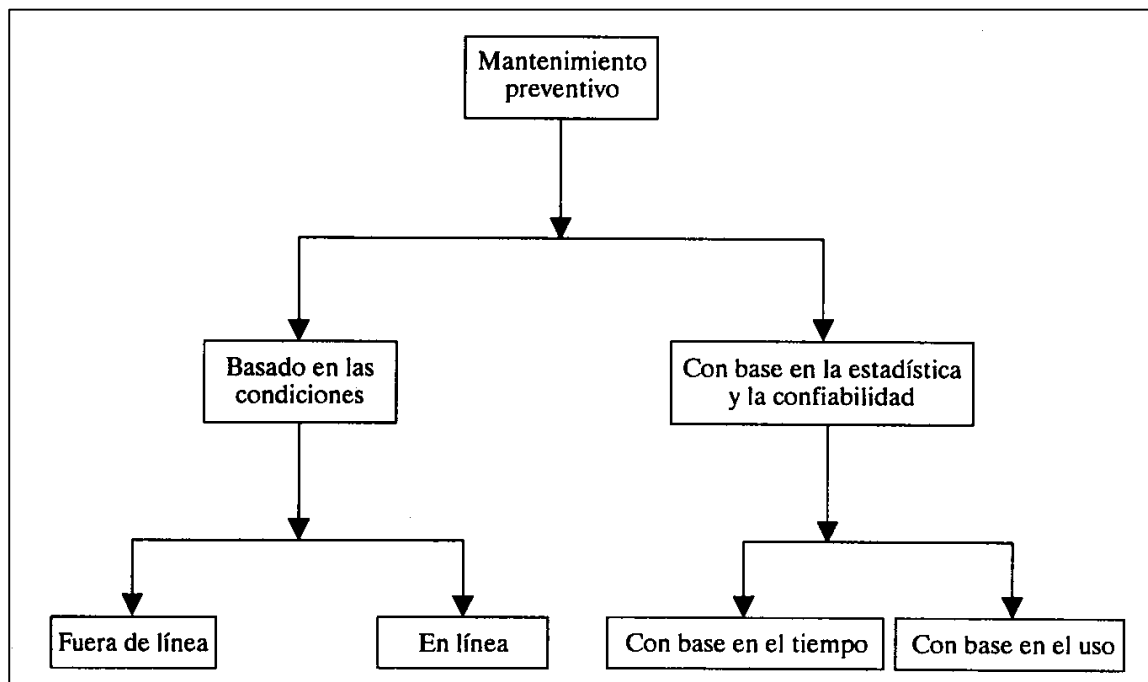 Mantenimiento
preventivo
Basado en las
condiciones
Con base en la estadística
y la confiabilidad
Fuera de línea
En línea
Con base en el tiempo
Con base en el uso